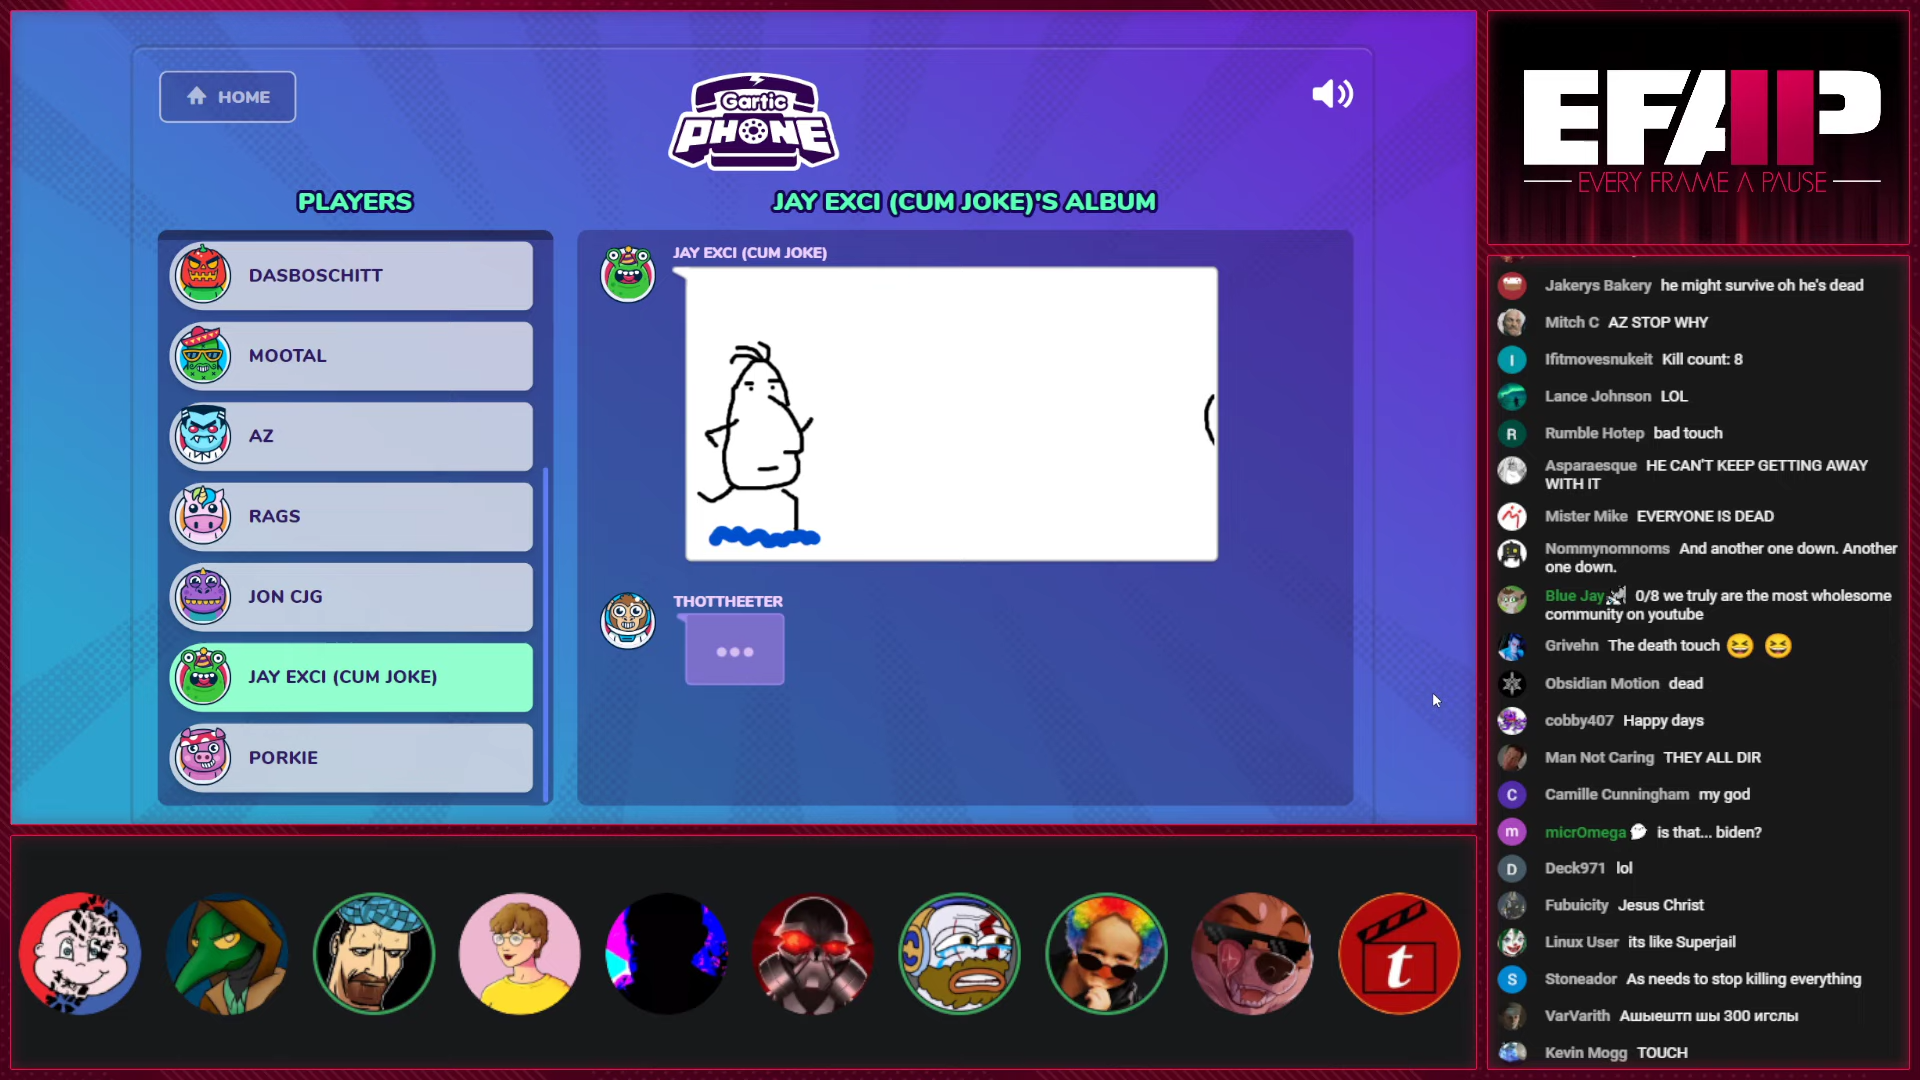 HOME
Gartic
PHONE
PLAYERS
DASBOSCHITT
MOOTAL
AZ
RAGS
JON CJG
JAY EXCI (CUM JOKE)
PORKIE
JAY EXCI (CUM JOKE)'S ALBUM
JAY EXCI (CUM JOKE)
THOTTHEETER
EFAP
EVERY FRAME A PAUSE
Jakerys Bakery he might survive oh he's dead
Mitch C AZ STOP WHY
I Ifitmovesnukeit Kill count: 8
Lance Johnson LOL
R Rumble Hotep bad touch
Asparaesque HE CAN'T KEEP GETTING AWAY
WITH IT
Mister Mike EVERYONE IS DEAD
Nommynomnoms And another one down. Another
one down.
Blue Jay 0/8 we truly are the most wholesome
community on youtube
Grivehn The death touch 😆 😆
Obsidian Motion dead
cobby407 Happy days
Man Not Caring THEY ALL DIR
C Camille Cunningham my god
m micrOmega is that... biden?
D Deck971 lol
Fubuicity Jesus Christ
Linux User its like Superjail
S Stoneador As needs to stop killing everything
VarVarith Ашыештп шы 300 игслы
Kevin Mogg TOUCH
t